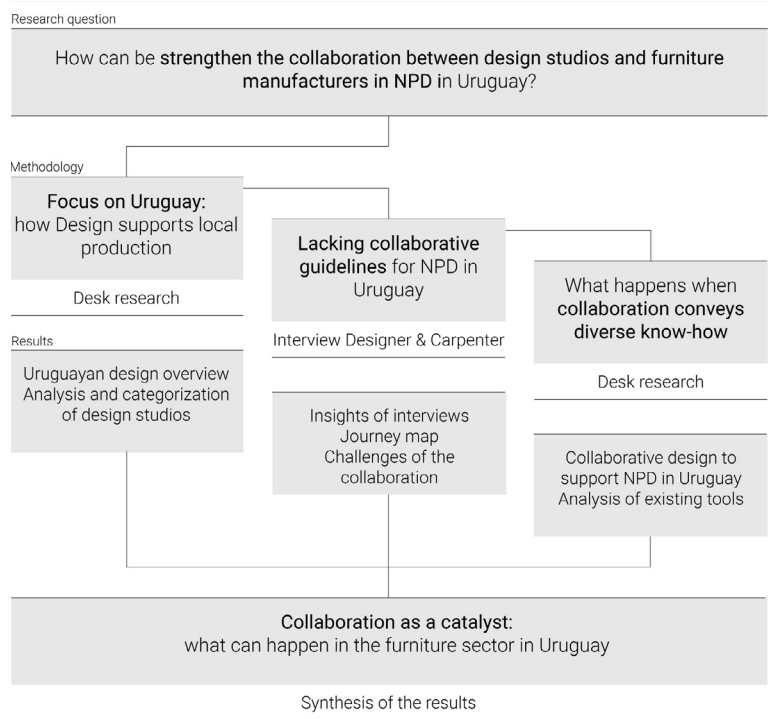 Research question
How can be strengthen the collaboration between design studios and furniture
manufacturers in NPD in Uruguay?
Methodology
Focus on Uruguay:
how Design supports local
production
Desk research
Lacking collaborative
guidelines for NPD in
Uruguay
Interview Designer & Carpenter
What happens when
collaboration conveys
diverse know-how
Desk research
Results
Uruguayan design overview
Analysis and categorization
of design studios
Insights of interviews
Journey map
Challenges of the
collaboration
Collaborative design to
support NPD in Uruguay
Analysis of existing tools
Collaboration as a catalyst:
what can happen in the furniture sector in Uruguay
Synthesis of the results